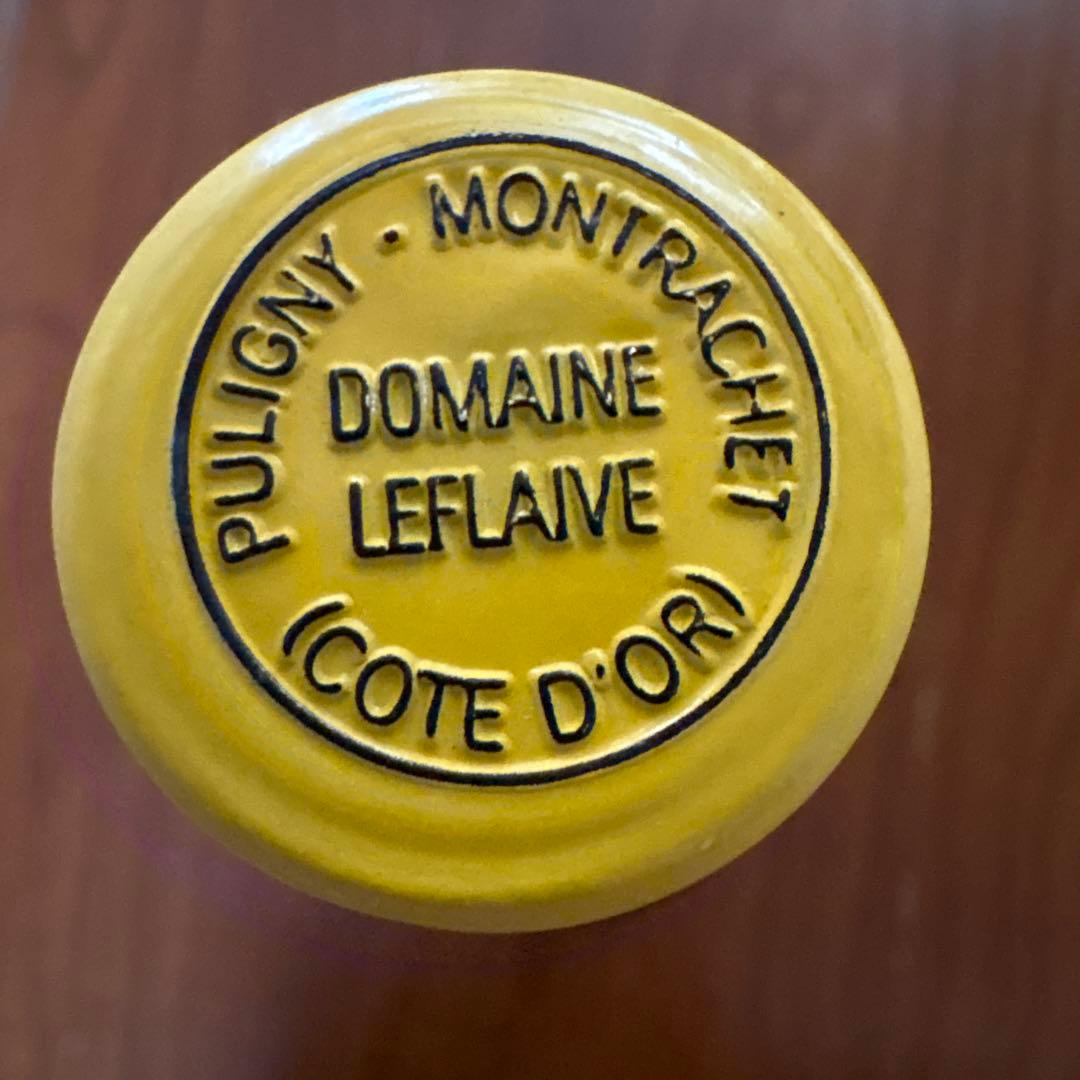 PULIGNY · MONTRACHET
DOMAINE
LEFLAIVE
(COTE D'OR)